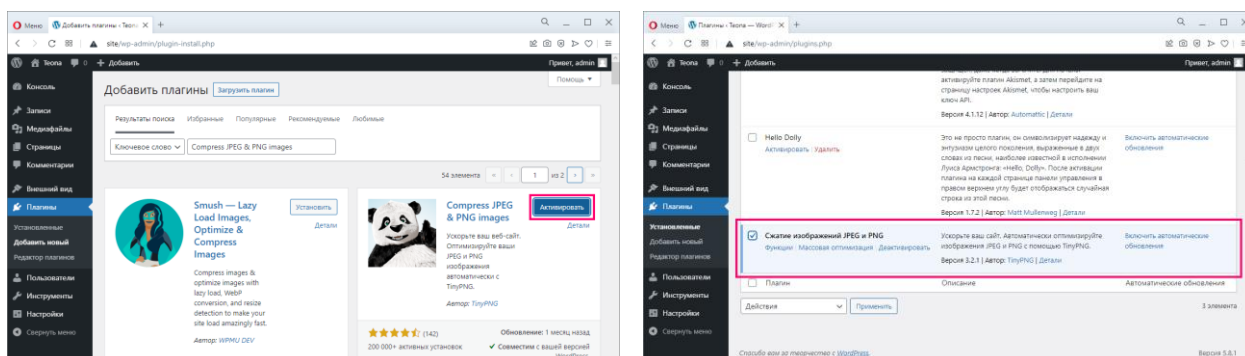 Меню
Добавить плагины ‹ Teona
site/wp-admin/plugin-install.php
Teona 0 + Добавить
Привет, admin
Помощь ▼
Консоль
Записи
Медиафайлы
Страницы
Комментарии
Внешний вид
Плагины
Установленные
Добавить новый
Редактор плагинов
Пользователи
Инструменты
Настройки
Свернуть меню
Добавить плагины Загрузить плагин
Результаты поиска Избранные Популярные Рекомендуемые Любимые
Ключевое слово Compress JPEG & PNG images
54 элемента « ‹ 1 из 2 › »
Smush — Lazy
Load Images,
Optimize &
Compress
Images
Установить
Детали
Compress images &
optimize images with
lazy load, WebP
conversion, and resize
detection to make your
site load amazingly fast.
Автор: WPMU DEV
Compress JPEG
& PNG images
Активировать
Детали
Ускорьте ваш веб-сайт.
Оптимизируйте ваши
JPEG и PNG
изображения
автоматически с
TinyPNG.
Автор: TinyPNG
(142)
200 000+ активных установок
Обновление: 1 месяц назад
✓ Совместим с вашей версией
Меню
Плагины ‹ Teona — Word
site/wp-admin/plugins.php
Teona 0 + Добавить
Привет, admin
Консоль
Записи
Медиафайлы
Страницы
Комментарии
Внешний вид
Плагины
Установленные
Добавить новый
Редактор плагинов
Пользователи
Инструменты
Настройки
Свернуть меню
активируйте плагин Akismet, а затем перейдите на
страницу настроек Akismet, чтобы настроить ваш
ключ API.
Версия 4.1.12 | Автор: Automattic | Детали
Hello Dolly
Активировать | Удалить
Это не просто плагин, он символизирует надежду и
энтузиазм целого поколения, выраженные в двух
словах из песни, наиболее известной в исполнении
Луиса Армстронга: «Hello, Dolly». После активации
плагина на каждой странице панели управления в
правом верхнем углу будет отображаться случайная
строка из этой песни.
Версия 1.7.2 | Автор: Matt Mullenweg | Детали
Включить автоматические
обновления
Сжатие изображений JPEG и PNG
Функции | Массовая оптимизация | Деактивировать
Ускорьте ваш сайт. Автоматически оптимизируйте
изображения JPEG и PNG с помощью TinyPNG.
Версия 3.2.1 | Автор: TinyPNG | Детали
Включить автоматические
обновления
Плагин Описание Автоматические обновления
Действия Применить
3 элемента
Спасибо вам за творчество с WordPress.
Версия 5.8.1